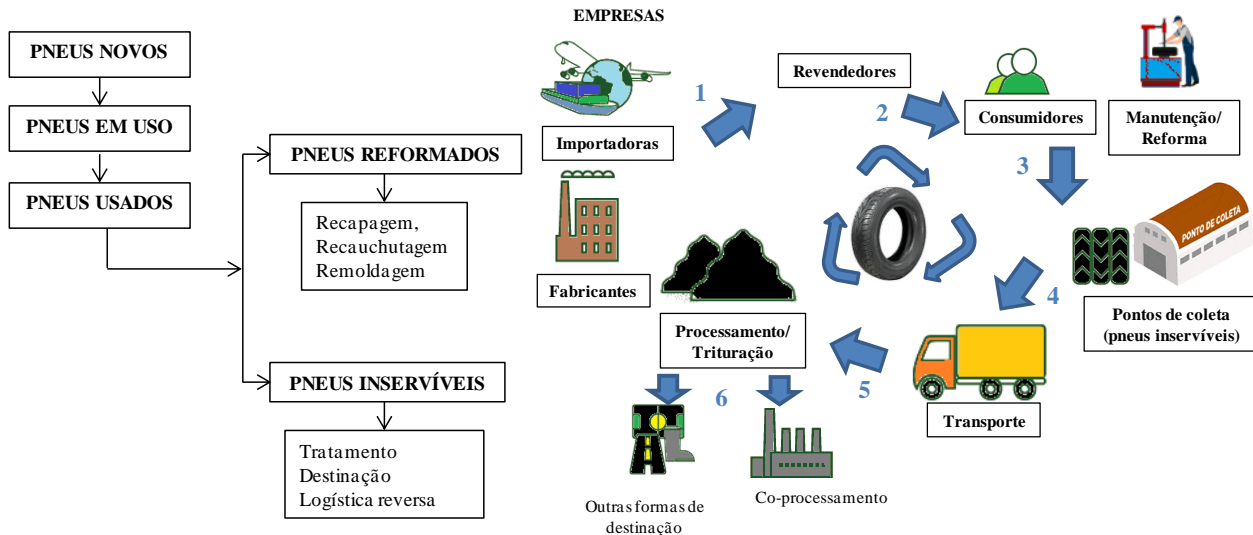 PNEUS NOVOS
PNEUS EM USO
PNEUS USADOS
PNEUS REFORMADOS
Recapagem,
Recauchutagem
Remoldagem
PNEUS INSERVÍVEIS
Tratamento
Destinação
Logística reversa
EMPRESAS
Importadoras
Fabricantes
1
Revendedores
2
Consumidores
Manutenção/
Reforma
3
PONTO DE COLETA
Pontos de coleta
(pneus inservíveis)
4
Transporte
5
Processamento/
Trituração
6
Outras formas de
destinação
Co-processamento